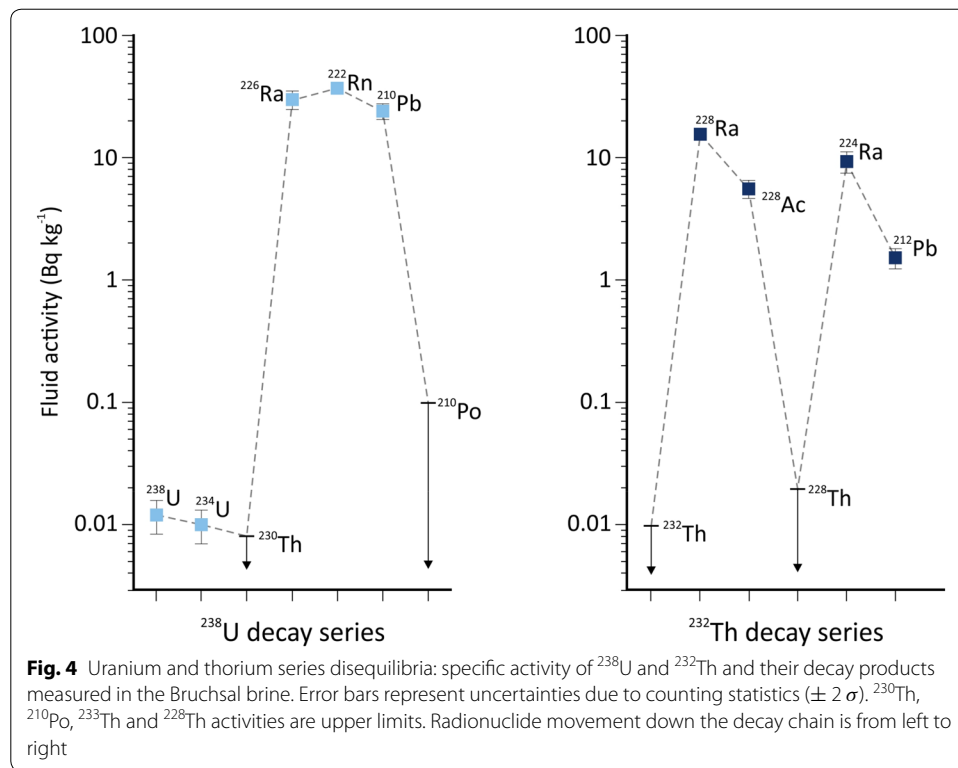 100
10
1
0.1
0.01
Fluid activity (Bq kg⁻¹)
²³⁸U
²³⁴U
²³⁰Th
²²⁶Ra
²²²Rn
²¹⁰Pb
²¹⁰Po
²³⁸U decay series
100
10
1
0.1
0.01
²³²Th
²²⁸Ra
²²⁸Ac
²²⁸Th
²²⁴Ra
²¹²Pb
²³²Th decay series
Fig. 4 Uranium and thorium series disequilibria: specific activity of ²³⁸U and ²³²Th and their decay products
measured in the Bruchsal brine. Error bars represent uncertainties due to counting statistics (± 2 σ). ²³⁰Th,
²¹⁰Po, ²³³Th and ²²⁸Th activities are upper limits. Radionuclide movement down the decay chain is from left to
right